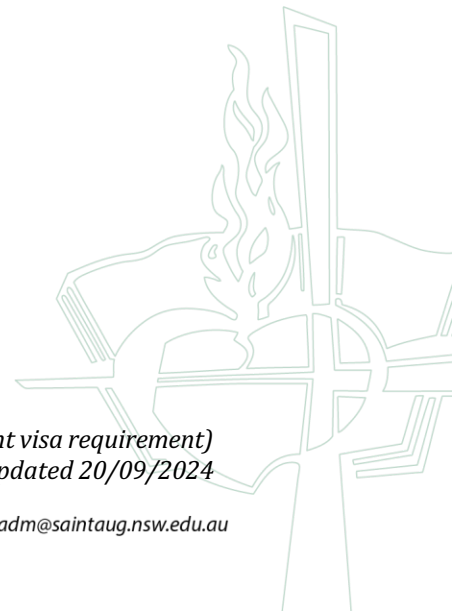 nt visa requirement)
pdated 20/09/2024
adm@saintaug.nsw.edu.au